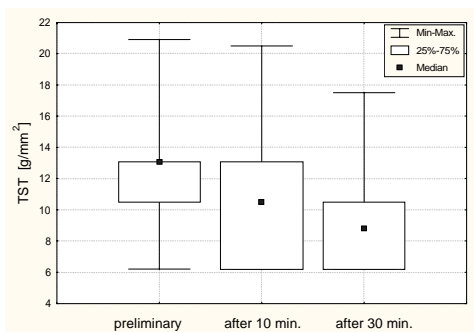 22
20
18
16
14
12
10
8
6
4
TST [g/mm²]
Min-Max.
25%-75%
Median
preliminary after 10 min. after 30 min.